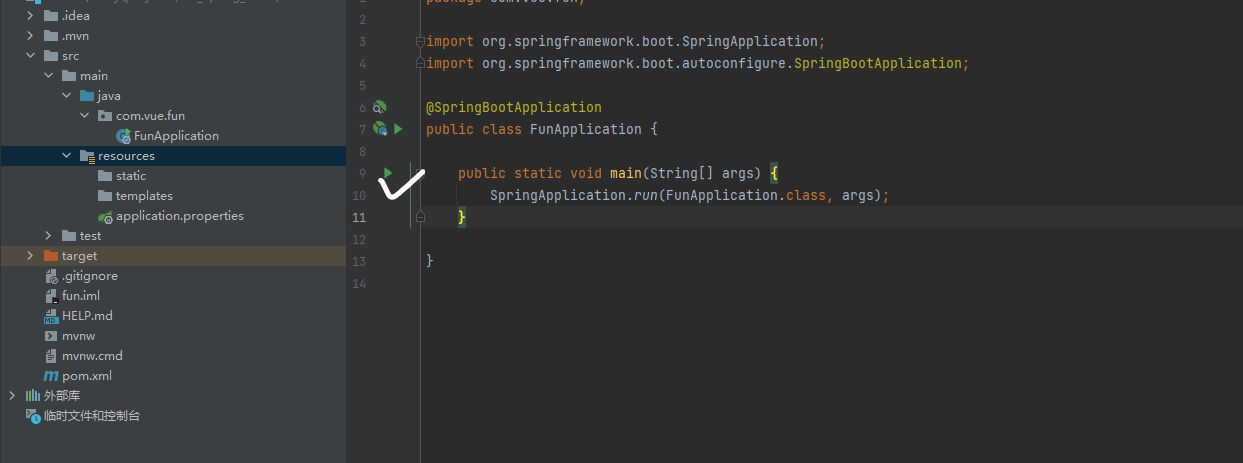 .idea
.mvn
src
main
java
com.vue.fun
FunApplication
resources
static
templates
application.properties
test
target
.gitignore
fun.iml
HELP.md
mvnw
mvnw.cmd
pom.xml
外部库
临时文件和控制台
2
3 import org.springframework.boot.SpringApplication;
4 import org.springframework.boot.autoconfigure.SpringBootApplication;
5
6 @SpringBootApplication
7 public class FunApplication {
8
9 public static void main(String[] args) {
10 SpringApplication.run(FunApplication.class, args);
11 }
12
13 }
14